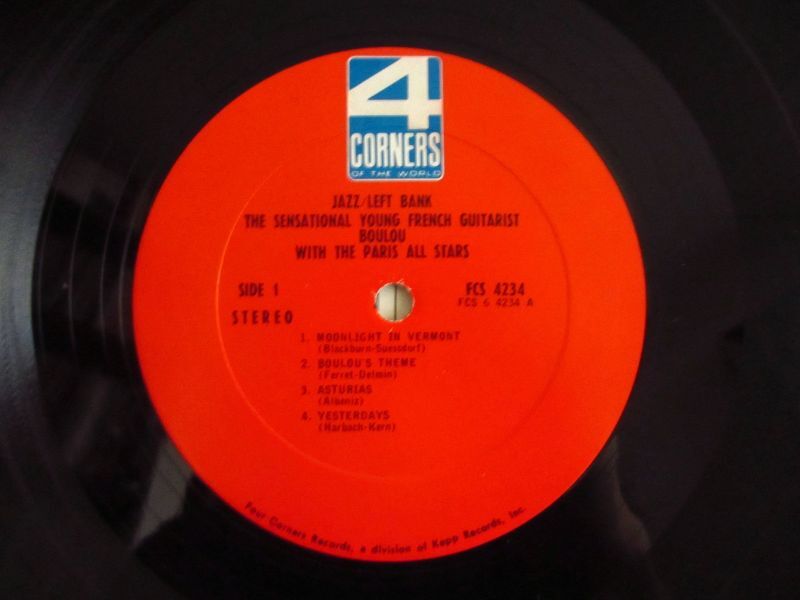 4
CORNERS
OF THE WORLD
JAZZ/LEFT BANK
THE SENSATIONAL YOUNG FRENCH GUITARIST
BOULOU
WITH THE PARIS ALL STARS
SIDE 1 FCS 4234
STEREO FCS 6 4234 A
1. MOONLIGHT IN VERMONT
(Blackburn-Suessdorf)
2. BOULOU'S THEME
(Ferret-Delmin)
3. ASTURIAS
(Albeniz)
4. YESTERDAYS
(Harbach-Kern)
Four Corners Records, a division of Kapp Records, Inc.